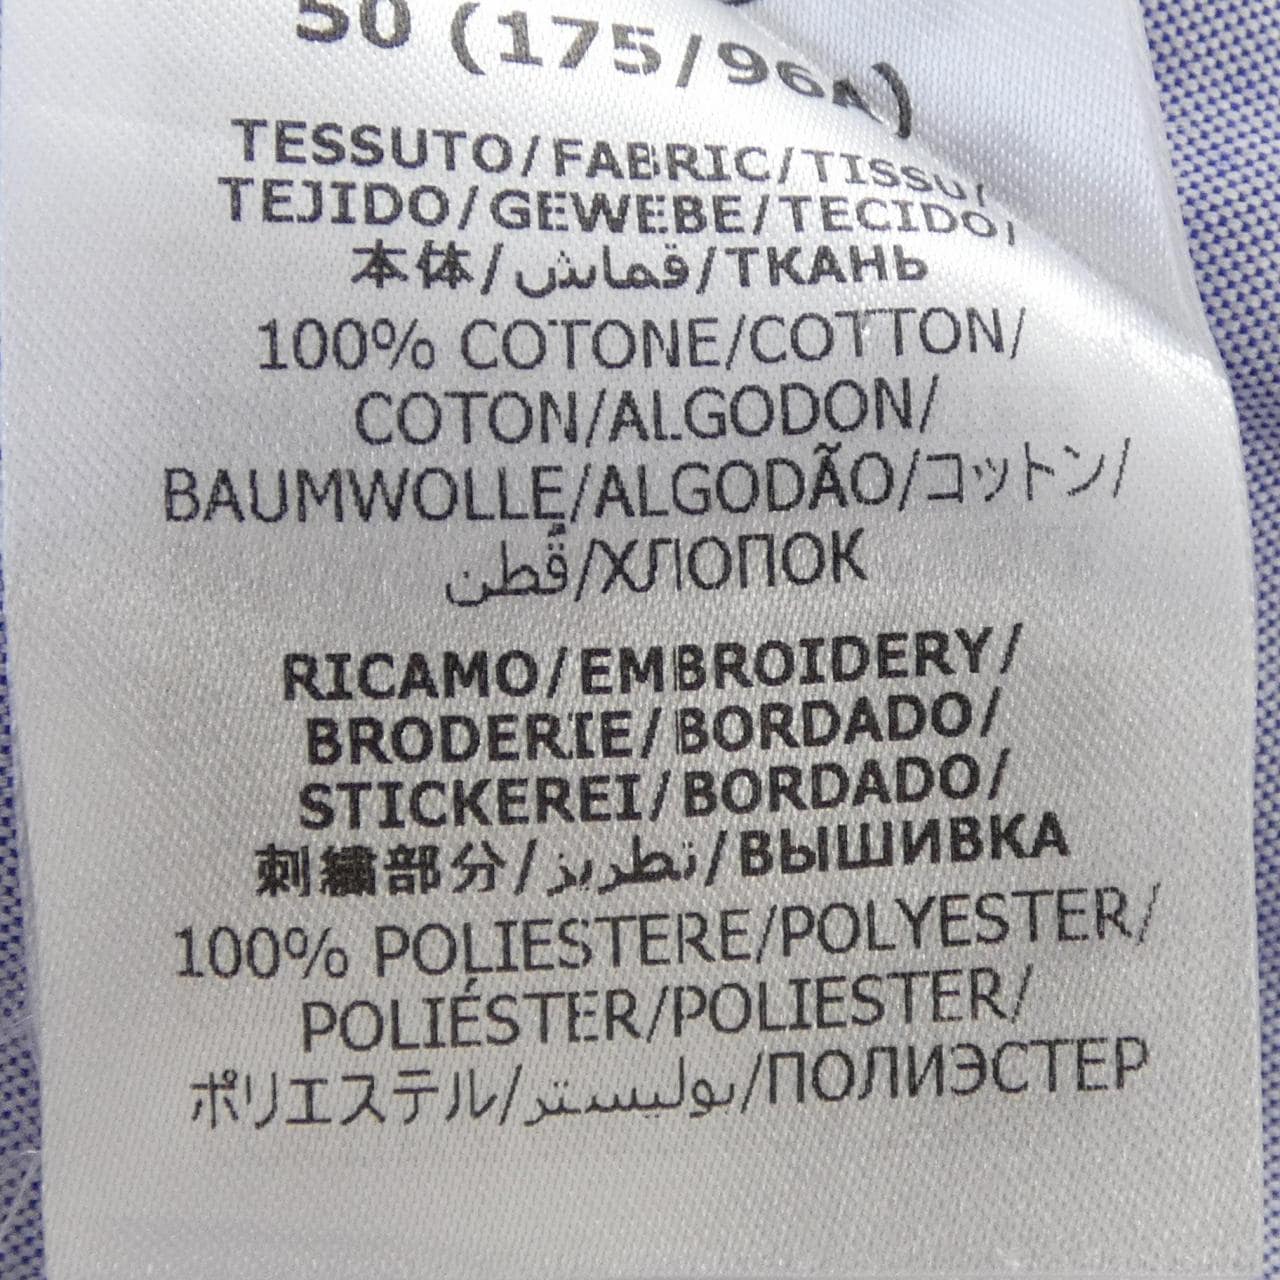 50 (175/96A)
TESSUTO/FABRIC/TISSU/
TEJIDO/GEWEBE/TECIDO/
本体/قماش/ТКАНЬ
100% COTONE/COTTON/
COTON/ALGODON/
BAUMWOLLE/ALGODÃO/コットン/
قُطن/ХЛОПОК
RICAMO/EMBROIDERY/
BRODERIE/BORDADO/
STICKEREI/BORDADO/
刺繍部分/تطريز/ВЫШИВКА
100% POLIESTERE/POLYESTER/
POLIÉSTER/POLIESTER/
ポリエステル/بوليستر/ПОЛИЭСТЕР